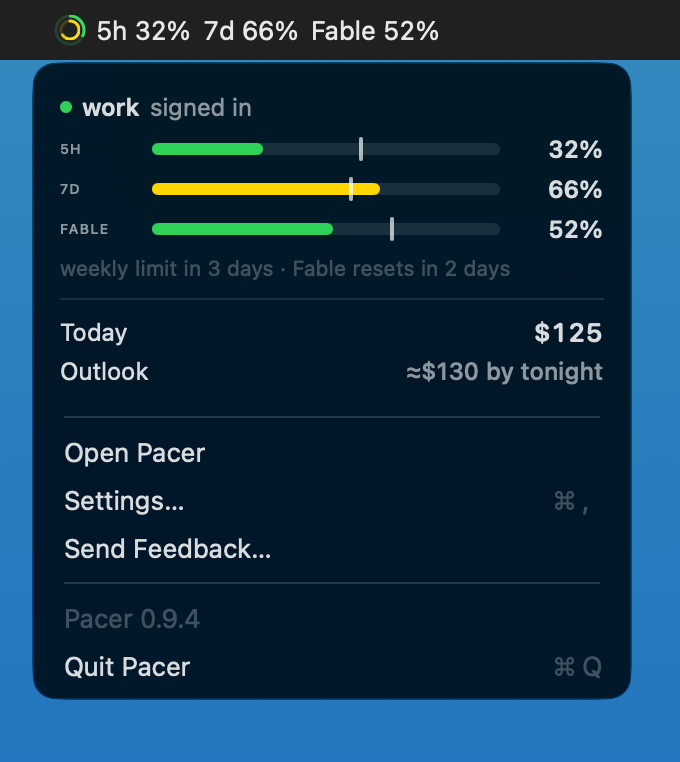 5h 32% 7d 66% Fable 52%
work signed in
5H 32%
7D 66%
FABLE 52%
weekly limit in 3 days · Fable resets in 2 days
Today $125
Outlook ≈$130 by tonight
Open Pacer
Settings... ⌘ ,
Send Feedback...
Pacer 0.9.4
Quit Pacer ⌘ Q